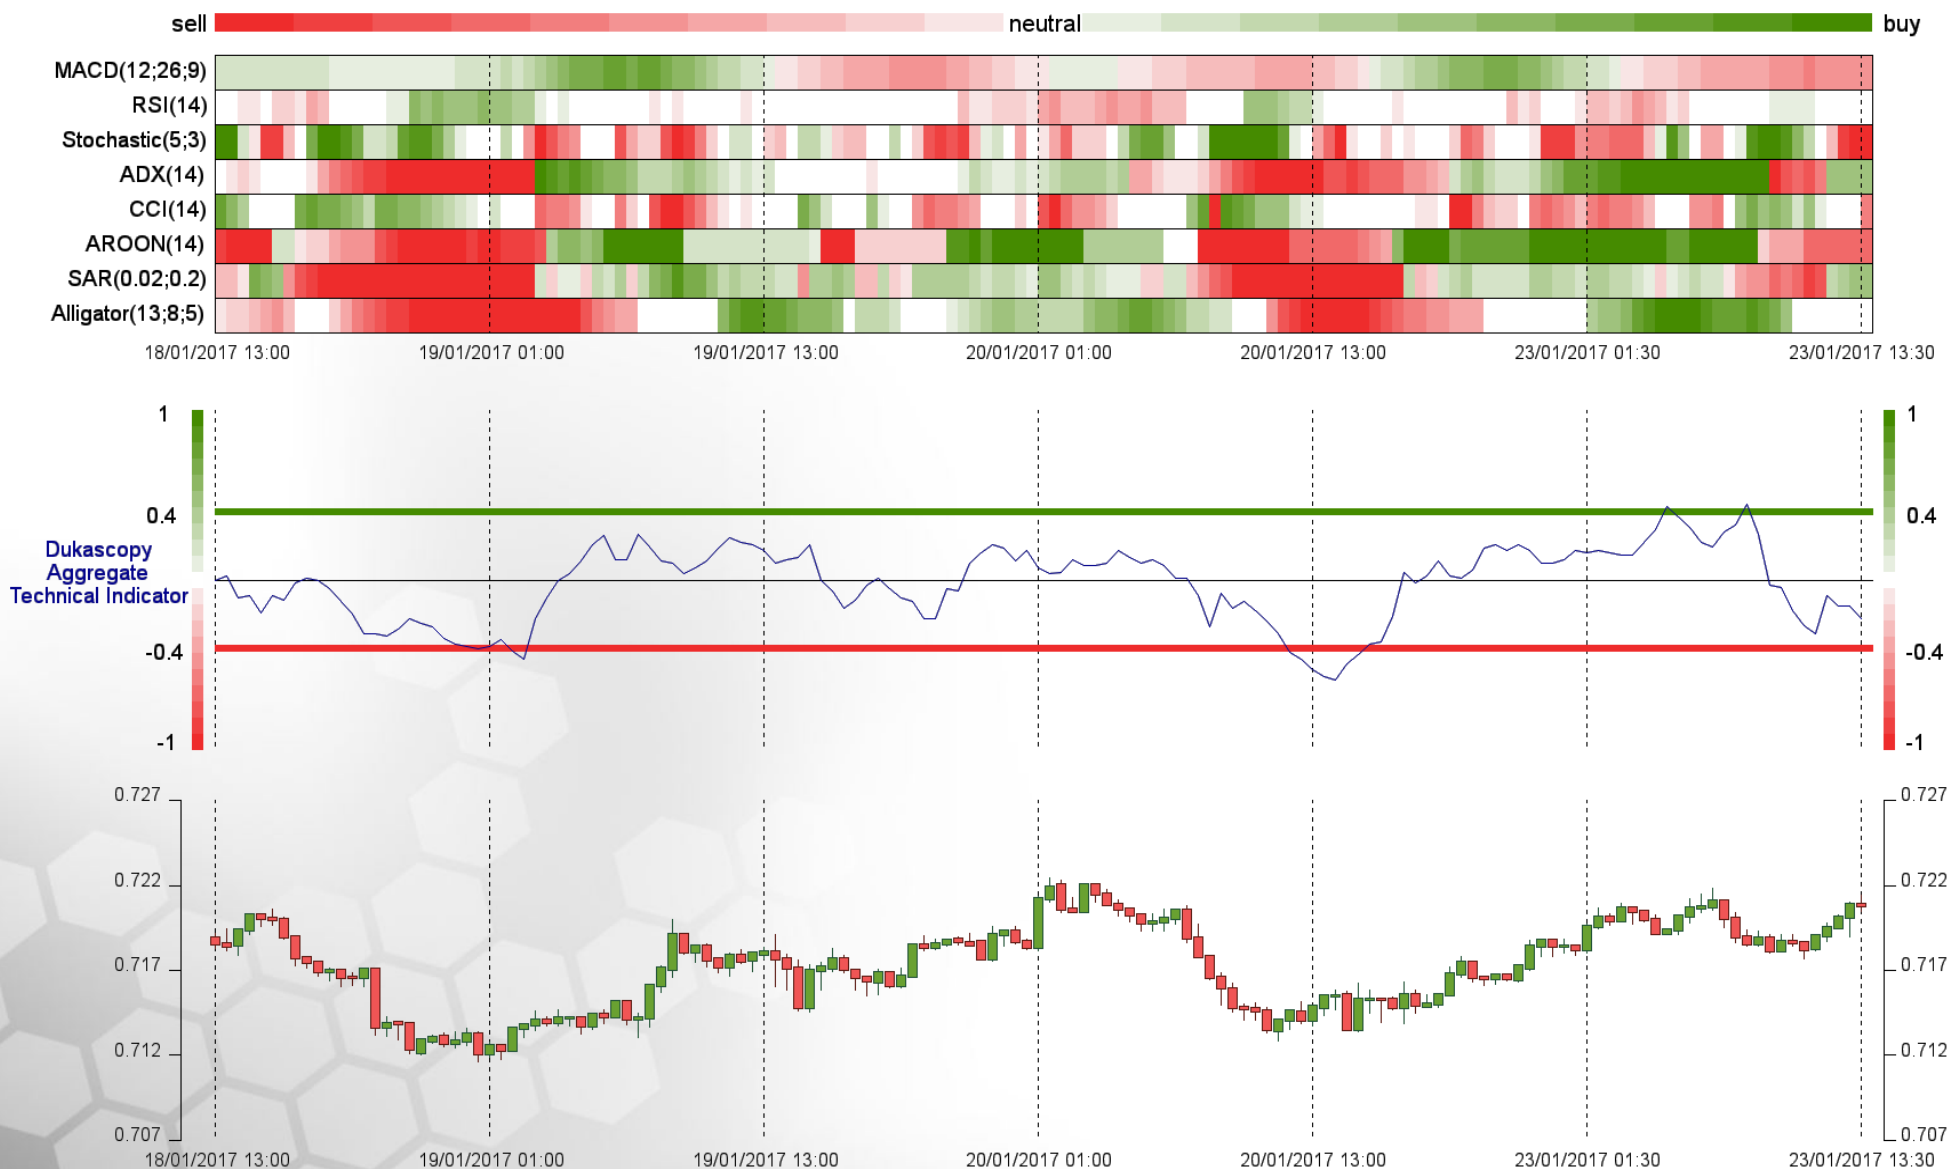 sell neutral buy
MACD(12;26;9)
RSI(14)
Stochastic(5;3)
ADX(14)
CCI(14)
AROON(14)
SAR(0.02;0.2)
Alligator(13;8;5)
18/01/2017 13:00 19/01/2017 01:00 19/01/2017 13:00 20/01/2017 01:00 20/01/2017 13:00 23/01/2017 01:30 23/01/2017 13:30
1 1
0.4 0.4
Dukascopy
Aggregate
Technical Indicator
-0.4 -0.4
-1 -1
0.727 0.727
0.722 0.722
0.717 0.717
0.712 0.712
0.707 0.707
18/01/2017 13:00 19/01/2017 01:00 19/01/2017 13:00 20/01/2017 01:00 20/01/2017 13:00 23/01/2017 01:30 23/01/2017 13:30